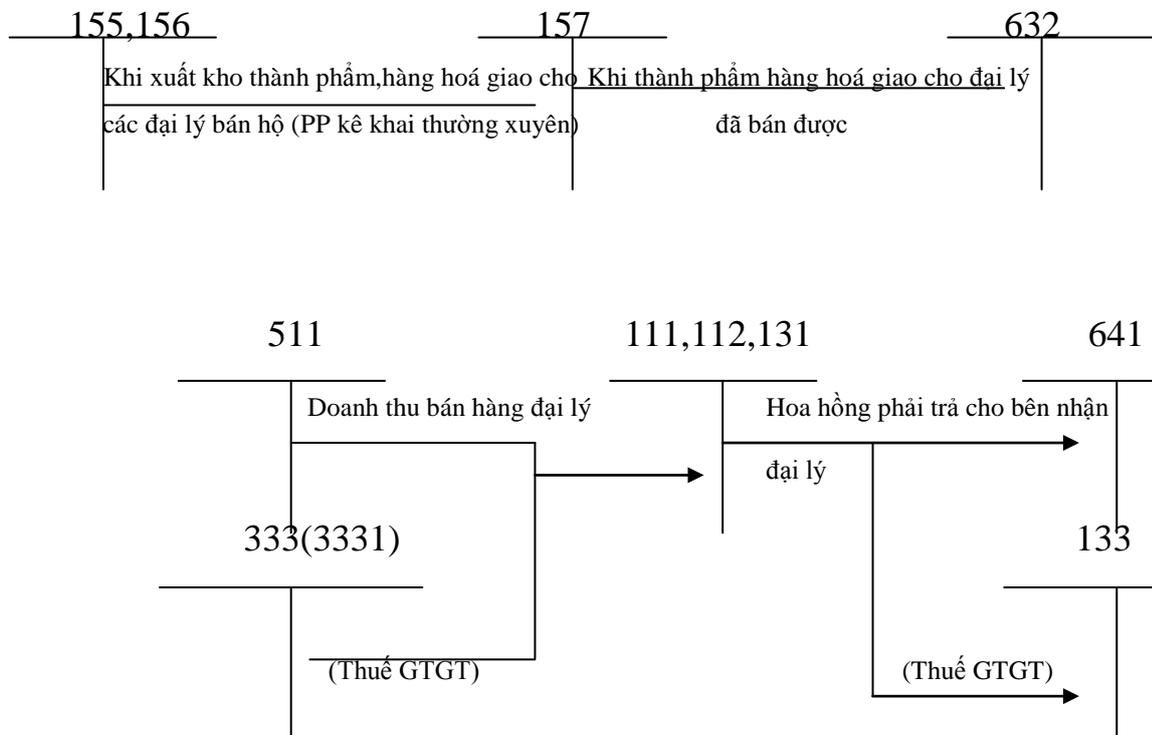 155,156
157
632
Khi xuất kho thành phẩm,hàng hoá giao cho
các đại lý bán hộ (PP kê khai thường xuyên)
Khi thành phẩm hàng hoá giao cho đại lý
đã bán được
511
111,112,131
641
Doanh thu bán hàng đại lý
Hoa hồng phải trả cho bên nhận
đại lý
333(3331)
133
(Thuế GTGT)
(Thuế GTGT)